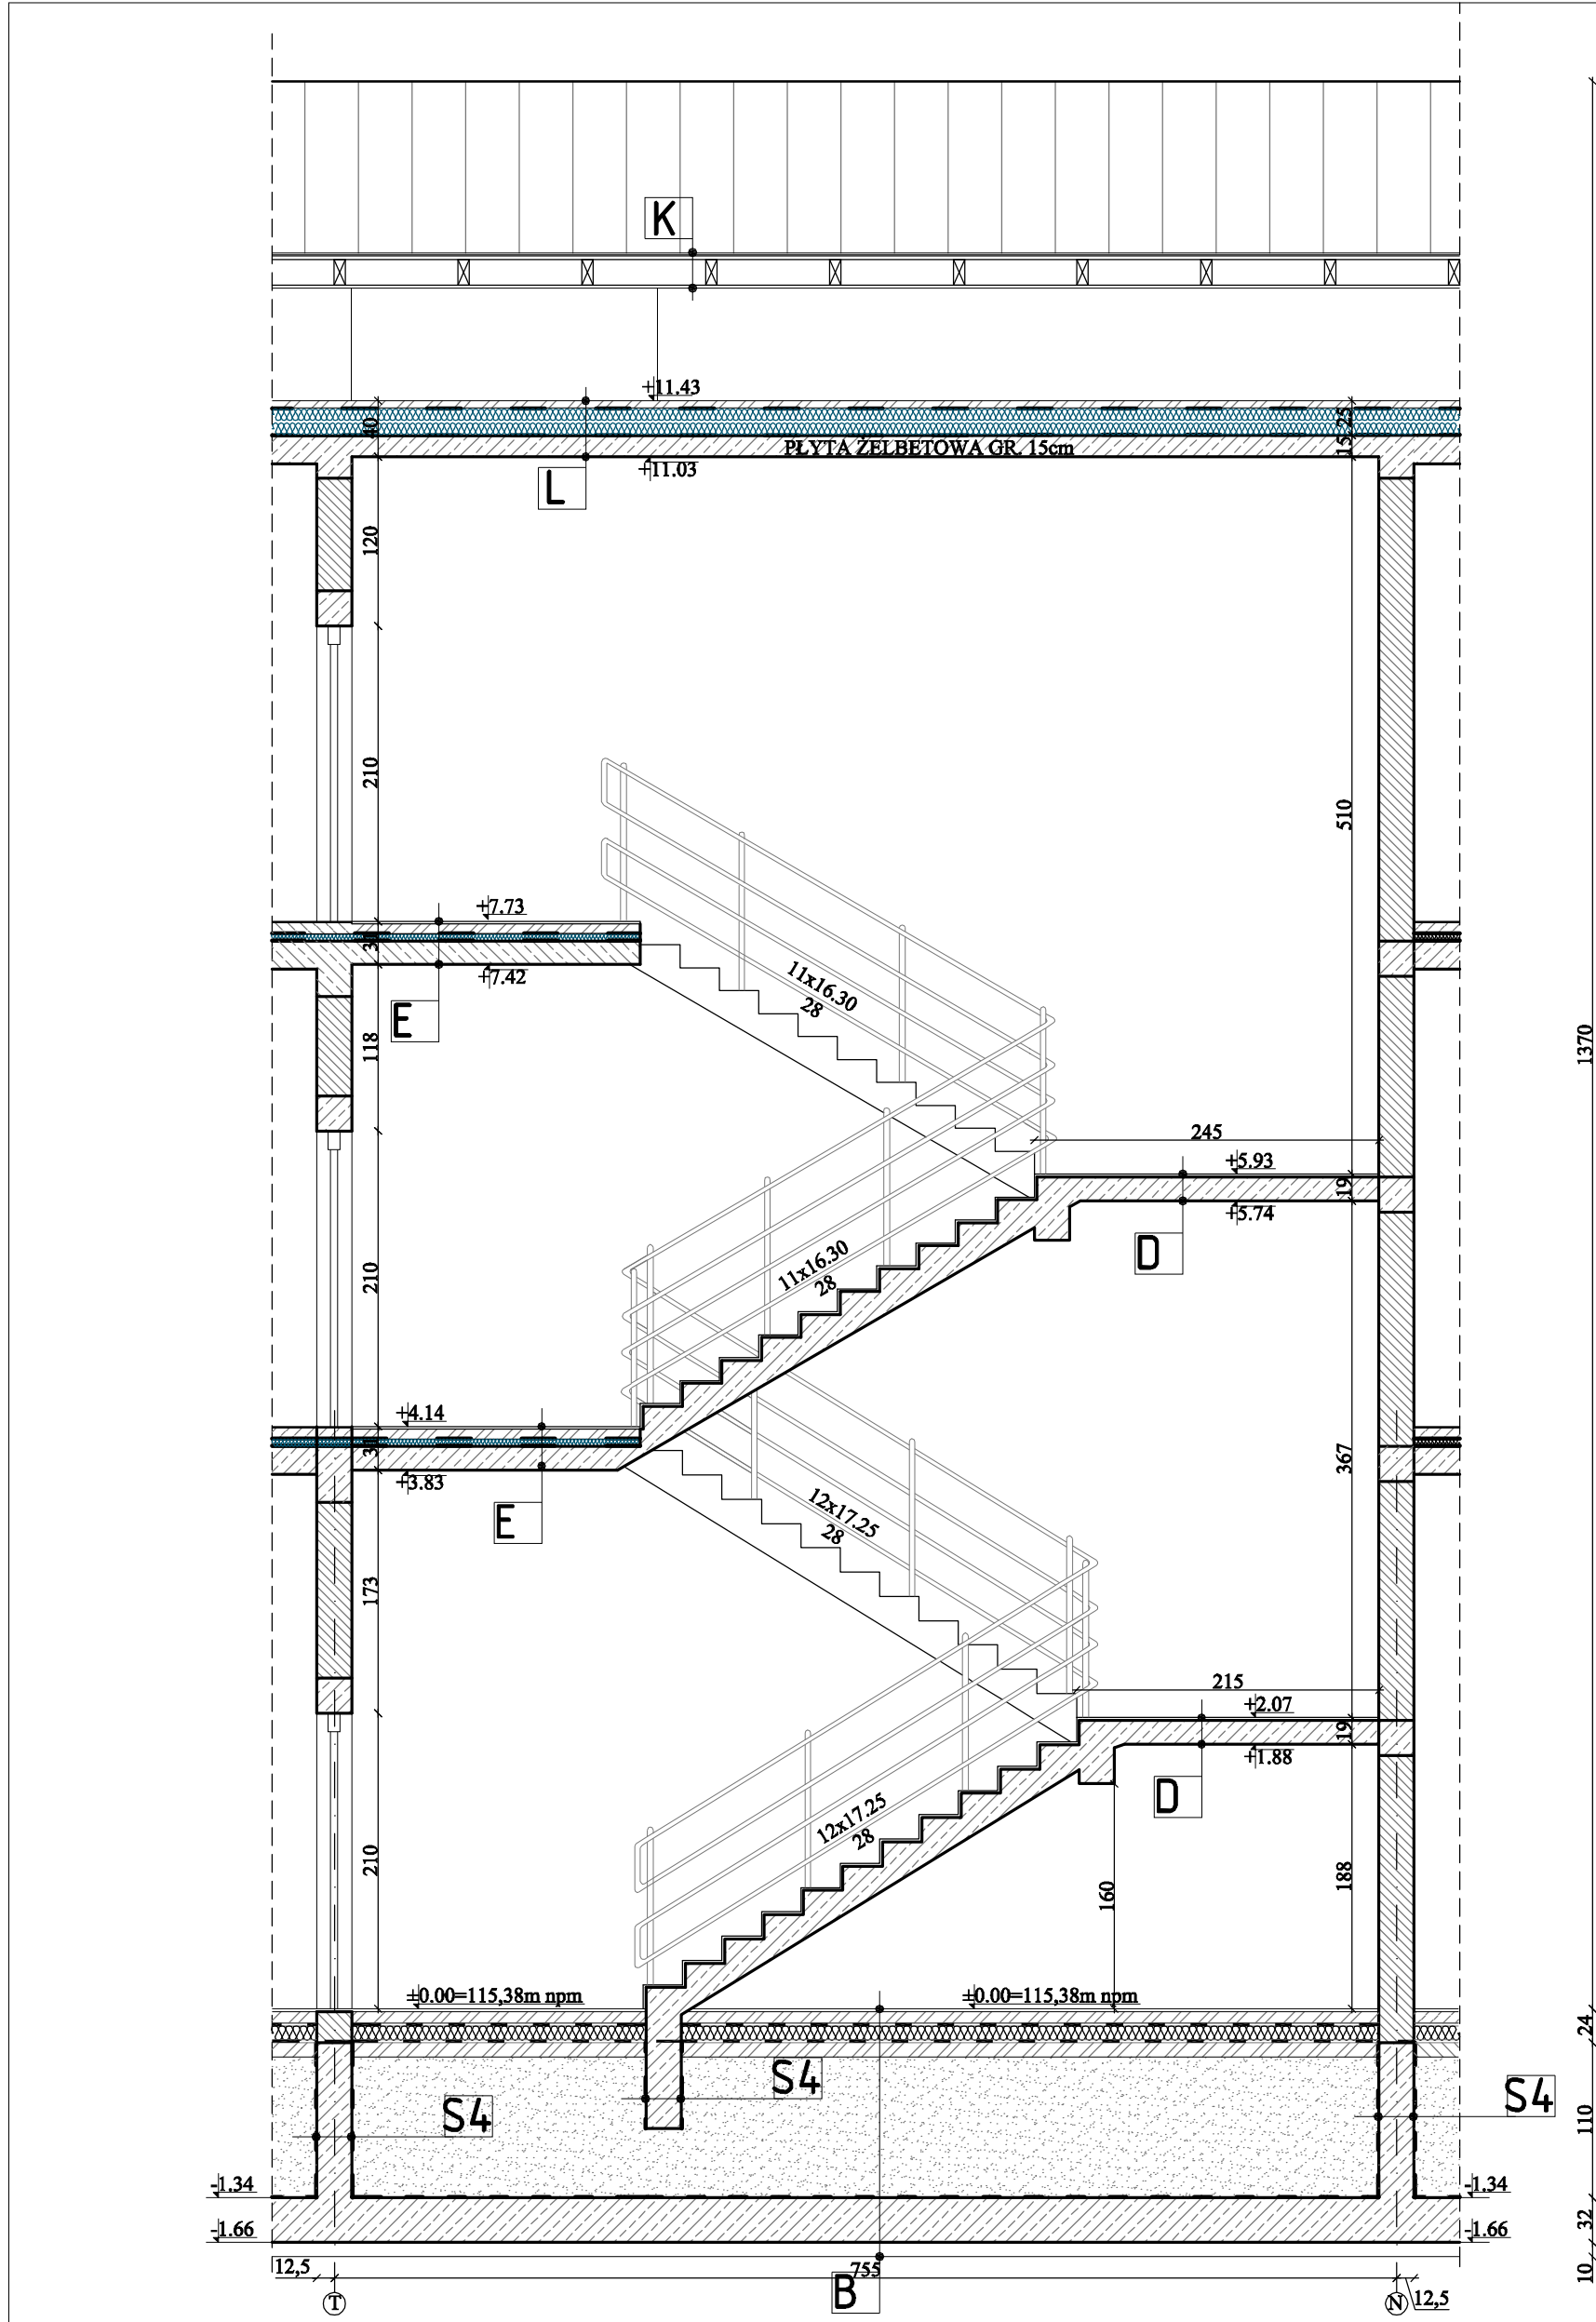 K
+11.43
40
15,25
PŁYTA ŻELBETOWA GR. 15cm
+11.03
L
120
210
510
+7.73
31
+7.42
E
11x16.30
28
118
1370
245
+5.93
19
+5.74
D
11x16.30
28
210
+4.14
31
+3.83
E
367
12x17.25
28
173
215
+2.07
19
+1.88
D
12x17.25
28
210
160
188
±0.00=115,38m npm
±0.00=115,38m npm
24
S4
S4
S4
110
-1.34
-1.34
32
-1.66
-1.66
12,5
755
10
B
T
N
12,5